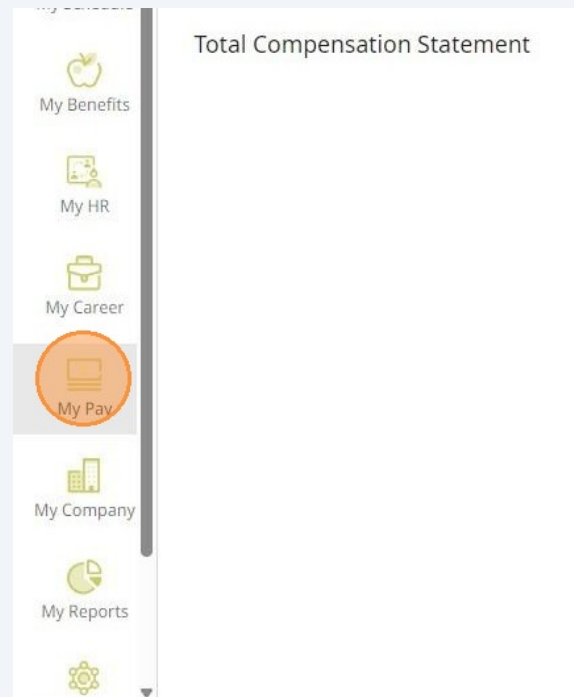 Total Compensation Statement
My Benefits
My HR
My Career
My Pay
My Company
My Reports